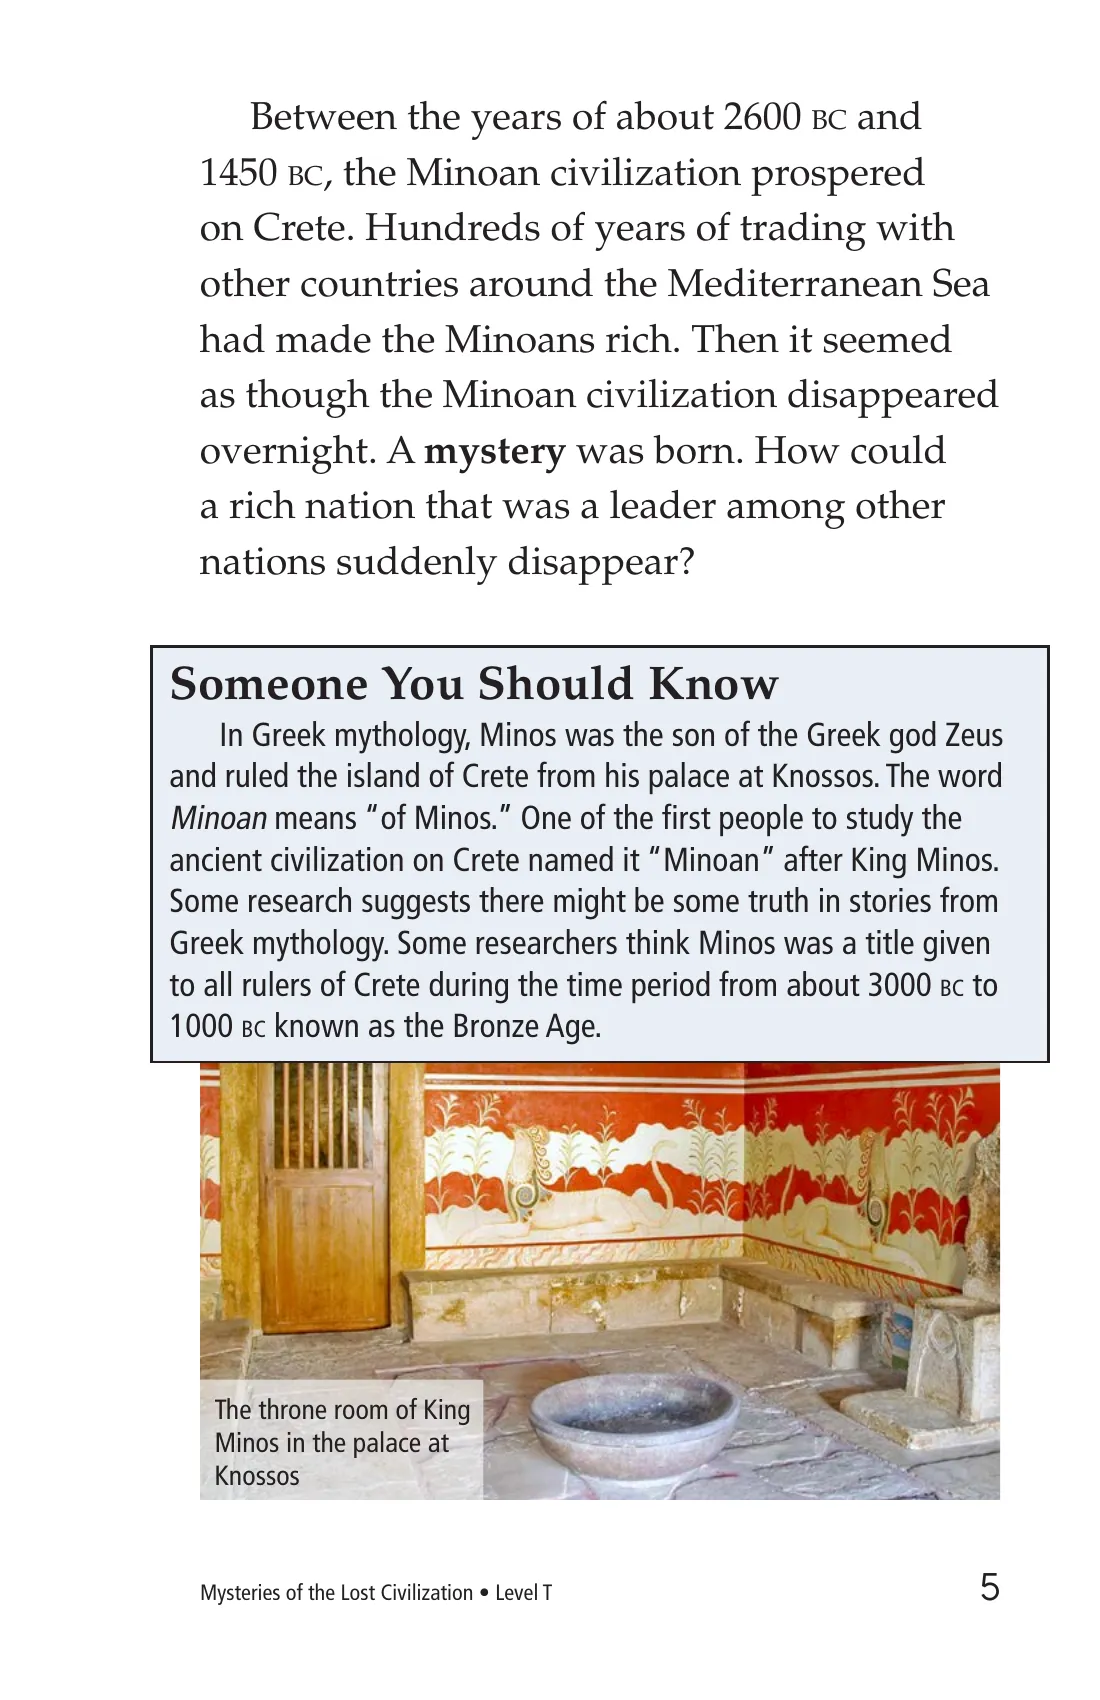 Between the years of about 2600 BC and
1450 BC, the Minoan civilization prospered
on Crete. Hundreds of years of trading with
other countries around the Mediterranean Sea
had made the Minoans rich. Then it seemed
as though the Minoan civilization disappeared
overnight. A mystery was born. How could
a rich nation that was a leader among other
nations suddenly disappear?
Someone You Should Know
In Greek mythology, Minos was the son of the Greek god Zeus
and ruled the island of Crete from his palace at Knossos. The word
Minoan means “of Minos.” One of the first people to study the
ancient civilization on Crete named it “Minoan” after King Minos.
Some research suggests there might be some truth in stories from
Greek mythology. Some researchers think Minos was a title given
to all rulers of Crete during the time period from about 3000 BC to
1000 BC known as the Bronze Age.
The throne room of King
Minos in the palace at
Knossos
Mysteries of the Lost Civilization • Level T
5